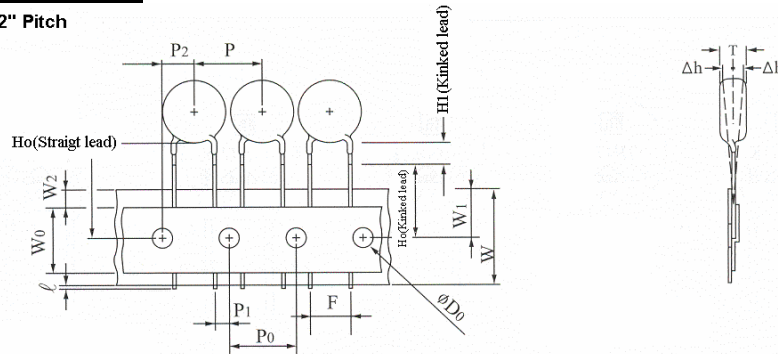 2" Pitch
P2
P
H1(Kinked lead)
T
Δh
Δh
Ho(Straigt lead)
W2
W0
Ho(Kinked lead)
W1
W
ℓ
P1
F
P0
øD0